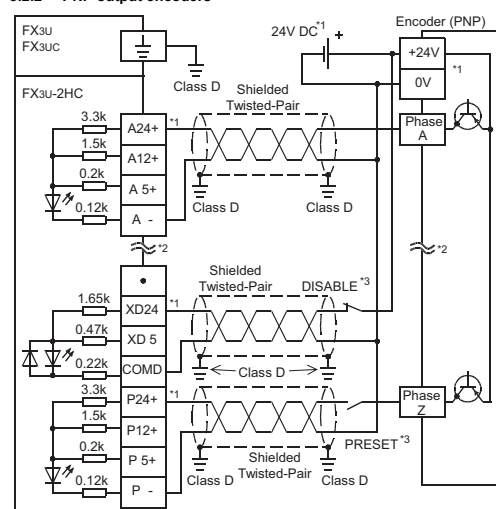 FX3U
FX3UC
24V DC*1 +
Encoder (PNP)
+24V
0V
*1
Class D
FX3U-2HC
Shielded
Twisted-Pair
3.3k
A24+
*1
Phase
A
1.5k
A12+
0.2k
A 5+
0.12k
A -
Class D
Class D
*2
*2
Shielded
Twisted-Pair
DISABLE*3
1.65k
XD24
*1
0.47k
XD 5
0.22k
COMD
Class D
3.3k
P24+
*1
Phase
Z
1.5k
P12+
PRESET*3
0.2k
P 5+
Shielded
Twisted-Pair
0.12k
P -
Class D
Class D